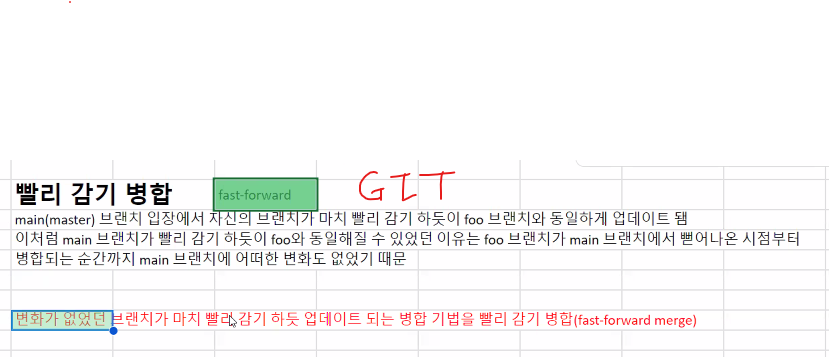 빨리 감기 병합 fast-forward GIT
main(master) 브랜치 입장에서 자신의 브랜치가 마치 빨리 감기 하듯이 foo 브랜치와 동일하게 업데이트 됨
이처럼 main 브랜치가 빨리 감기 하듯이 foo와 동일해질 수 있었던 이유는 foo 브랜치가 main 브랜치에서 뻗어나온 시점부터
병합되는 순간까지 main 브랜치에 어떠한 변화도 없었기 때문
변화가 없었던 브랜치가 마치 빨리 감기 하듯 업데이트 되는 병합 기법을 빨리 감기 병합(fast-forward merge)